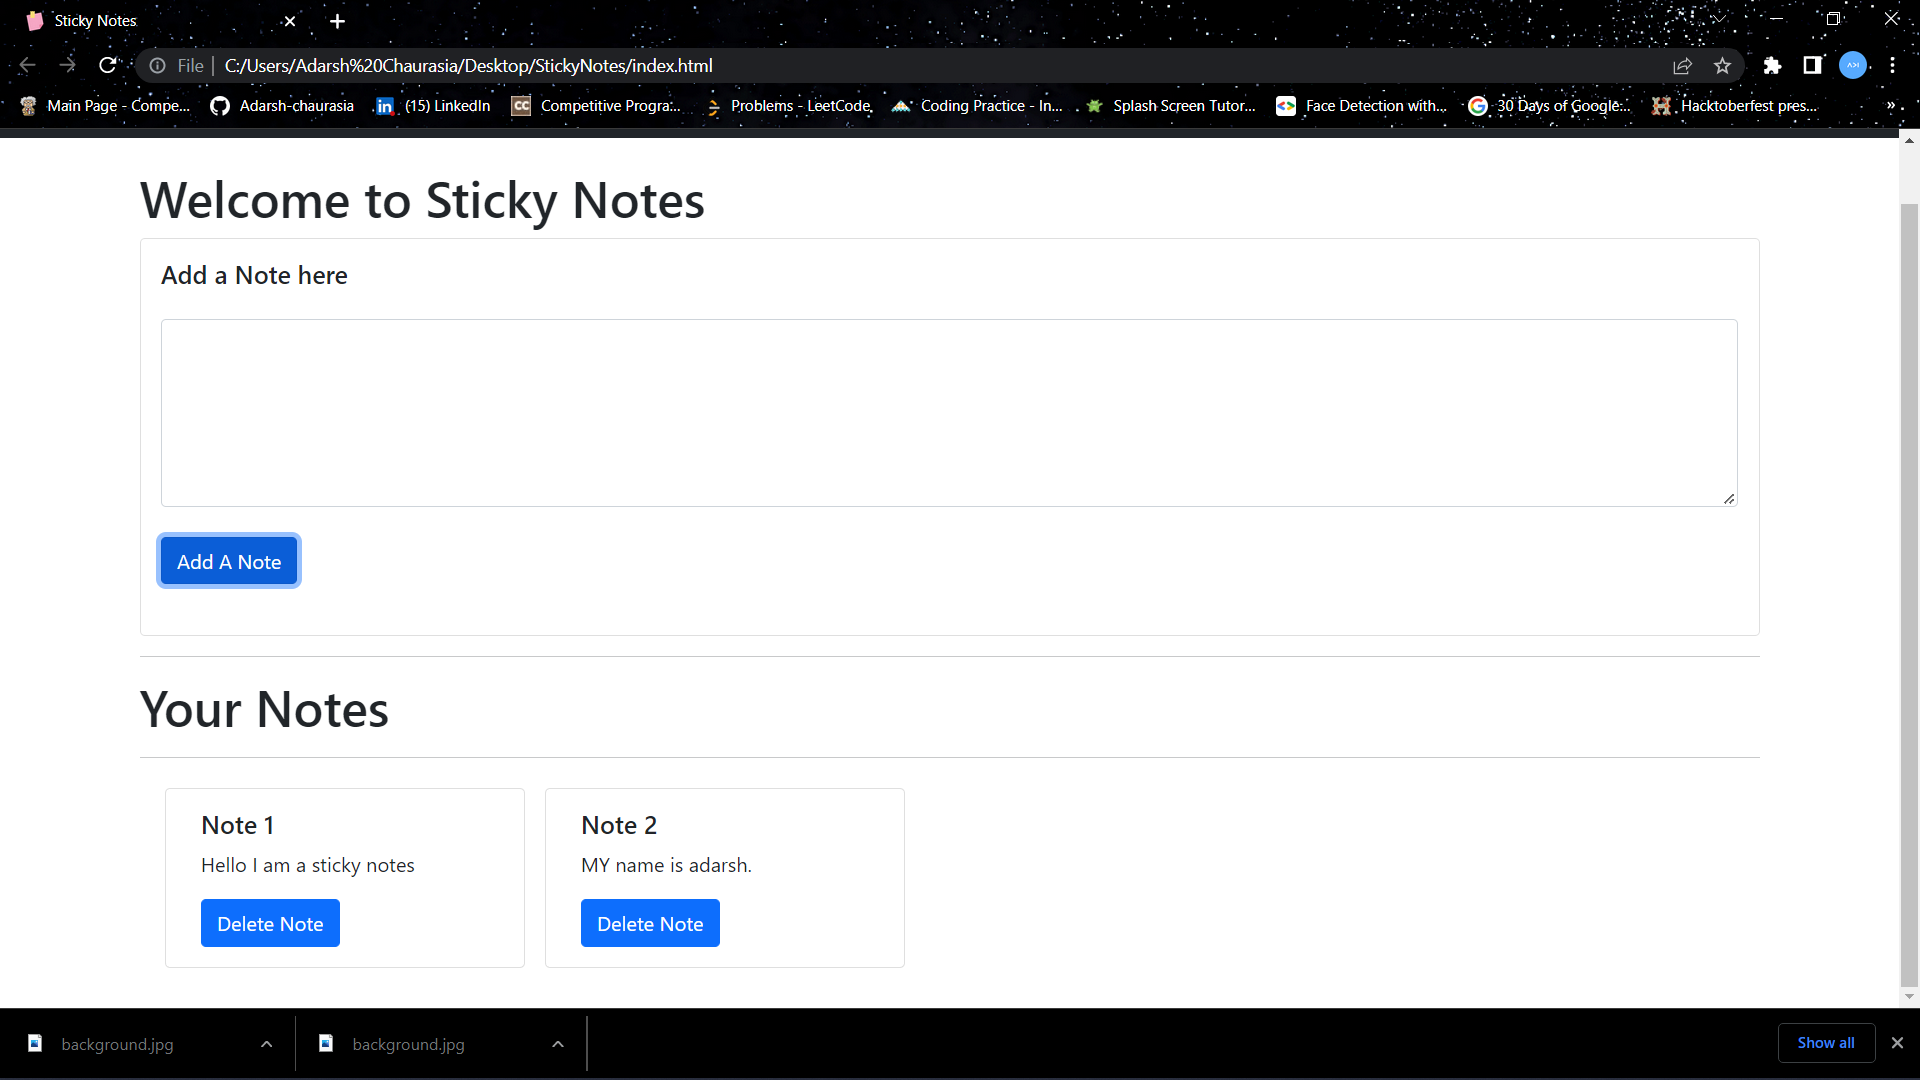 Sticky Notes
File | C:/Users/Adarsh%20Chaurasia/Desktop/StickyNotes/index.html
Main Page - Compe... Adarsh-chaurasia (15) LinkedIn CC Competitive Progra... Problems - LeetCode Coding Practice - In... Splash Screen Tutor... Face Detection with... 30 Days of Google... Hacktoberfest pres... »
Welcome to Sticky Notes
Add a Note here
Add A Note
Your Notes
Note 1
Hello I am a sticky notes
Delete Note
Note 2
MY name is adarsh.
Delete Note
background.jpg background.jpg Show all